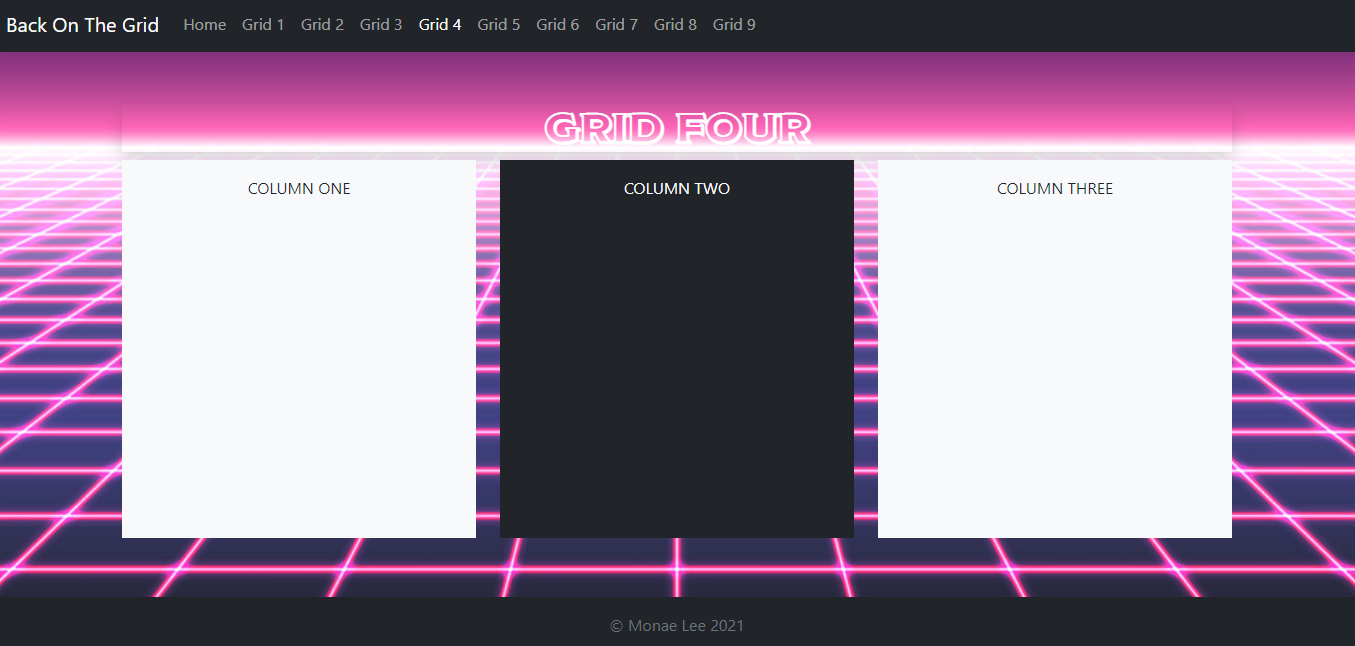 Back On The Grid Home Grid 1 Grid 2 Grid 3 Grid 4 Grid 5 Grid 6 Grid 7 Grid 8 Grid 9
GRID FOUR
COLUMN ONE COLUMN TWO COLUMN THREE
© Monae Lee 2021